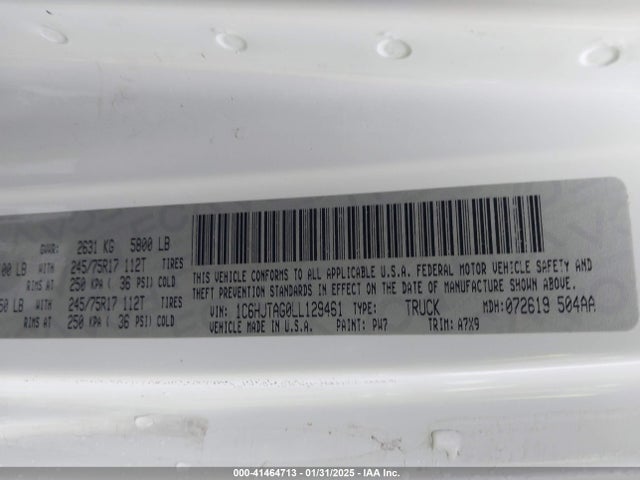 GVWR: 2631 KG 5800 LB
00 LB WITH 245/75R17 112T TIRES
RIMS AT 250 KPA ( 36 PSI) COLD
50 LB WITH 245/75R17 112T TIRES
RIMS AT 250 KPA ( 36 PSI) COLD
THIS VEHICLE CONFORMS TO ALL APPLICABLE U.S.A. FEDERAL MOTOR VEHICLE SAFETY AND
THEFT PREVENTION STANDARDS IN EFFECT ON THE DATE OF MANUFACTURE SHOWN ABOVE.
VIN: 1C6HJTAG0LL129461 TYPE: TRUCK MDH: 072619 504AA
VEHICLE MADE IN U.S.A. PAINT: PW7 TRIM: A7X9
000-41464713 - 01/31/2025 - IAA Inc.